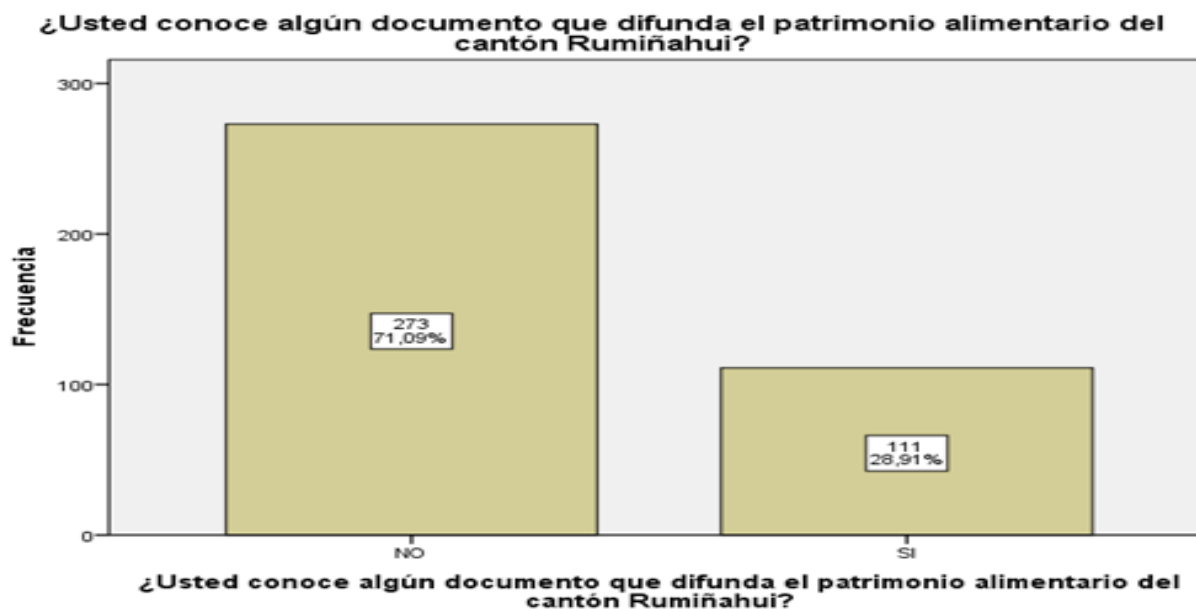 ¿Usted conoce algún documento que difunda el patrimonio alimentario del
cantón Rumiñahui?
Frecuencia
300
200
100
0
273
71,09%
111
28,91%
NO
SI
¿Usted conoce algún documento que difunda el patrimonio alimentario del
cantón Rumiñahui?